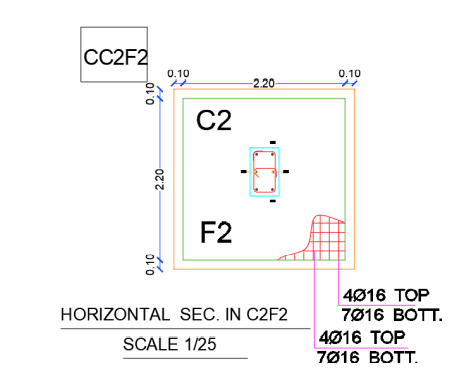 CC2F2
0.10 2.20 0.10
0.10
C2
2.20
F2
0.10
4Ø16 TOP
7Ø16 BOTT.
HORIZONTAL SEC. IN C2F2
4Ø16 TOP
SCALE 1/25
7Ø16 BOTT.